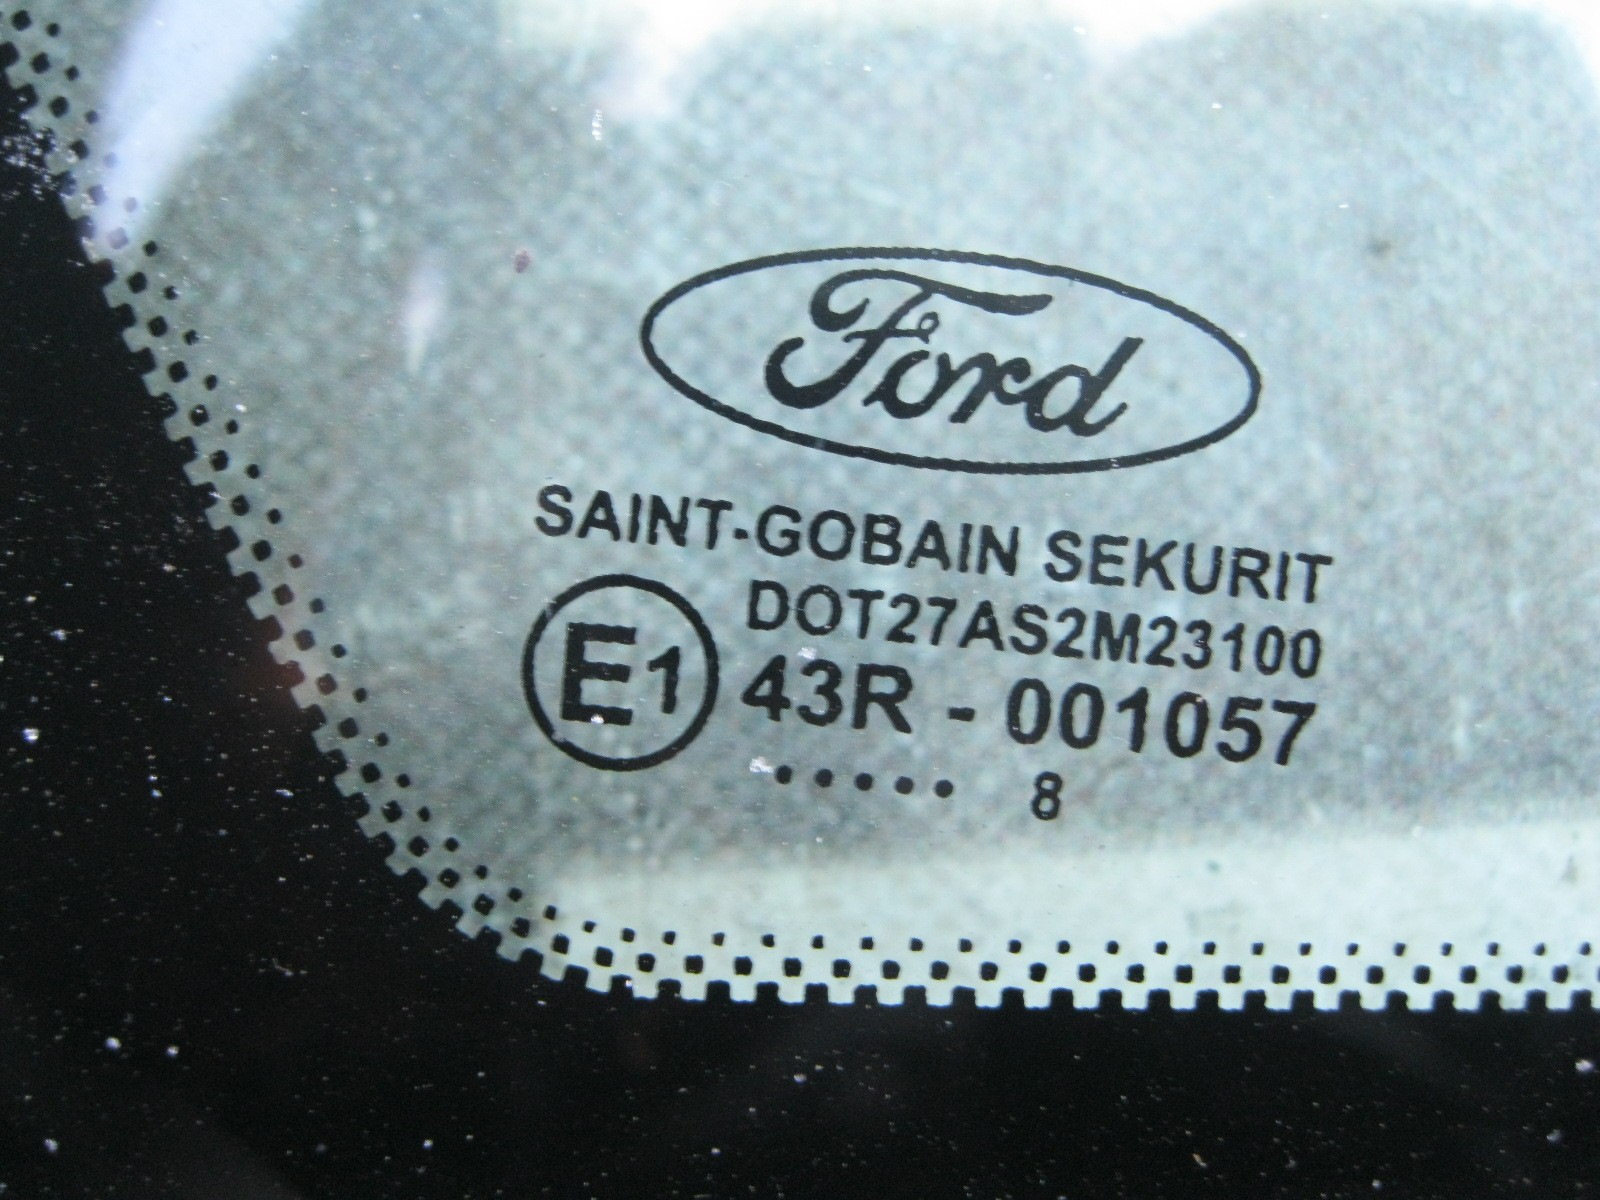 Ford
SAINT-GOBAIN SEKURIT
DOT27AS2M23100
E1 43R - 001057
..... 8